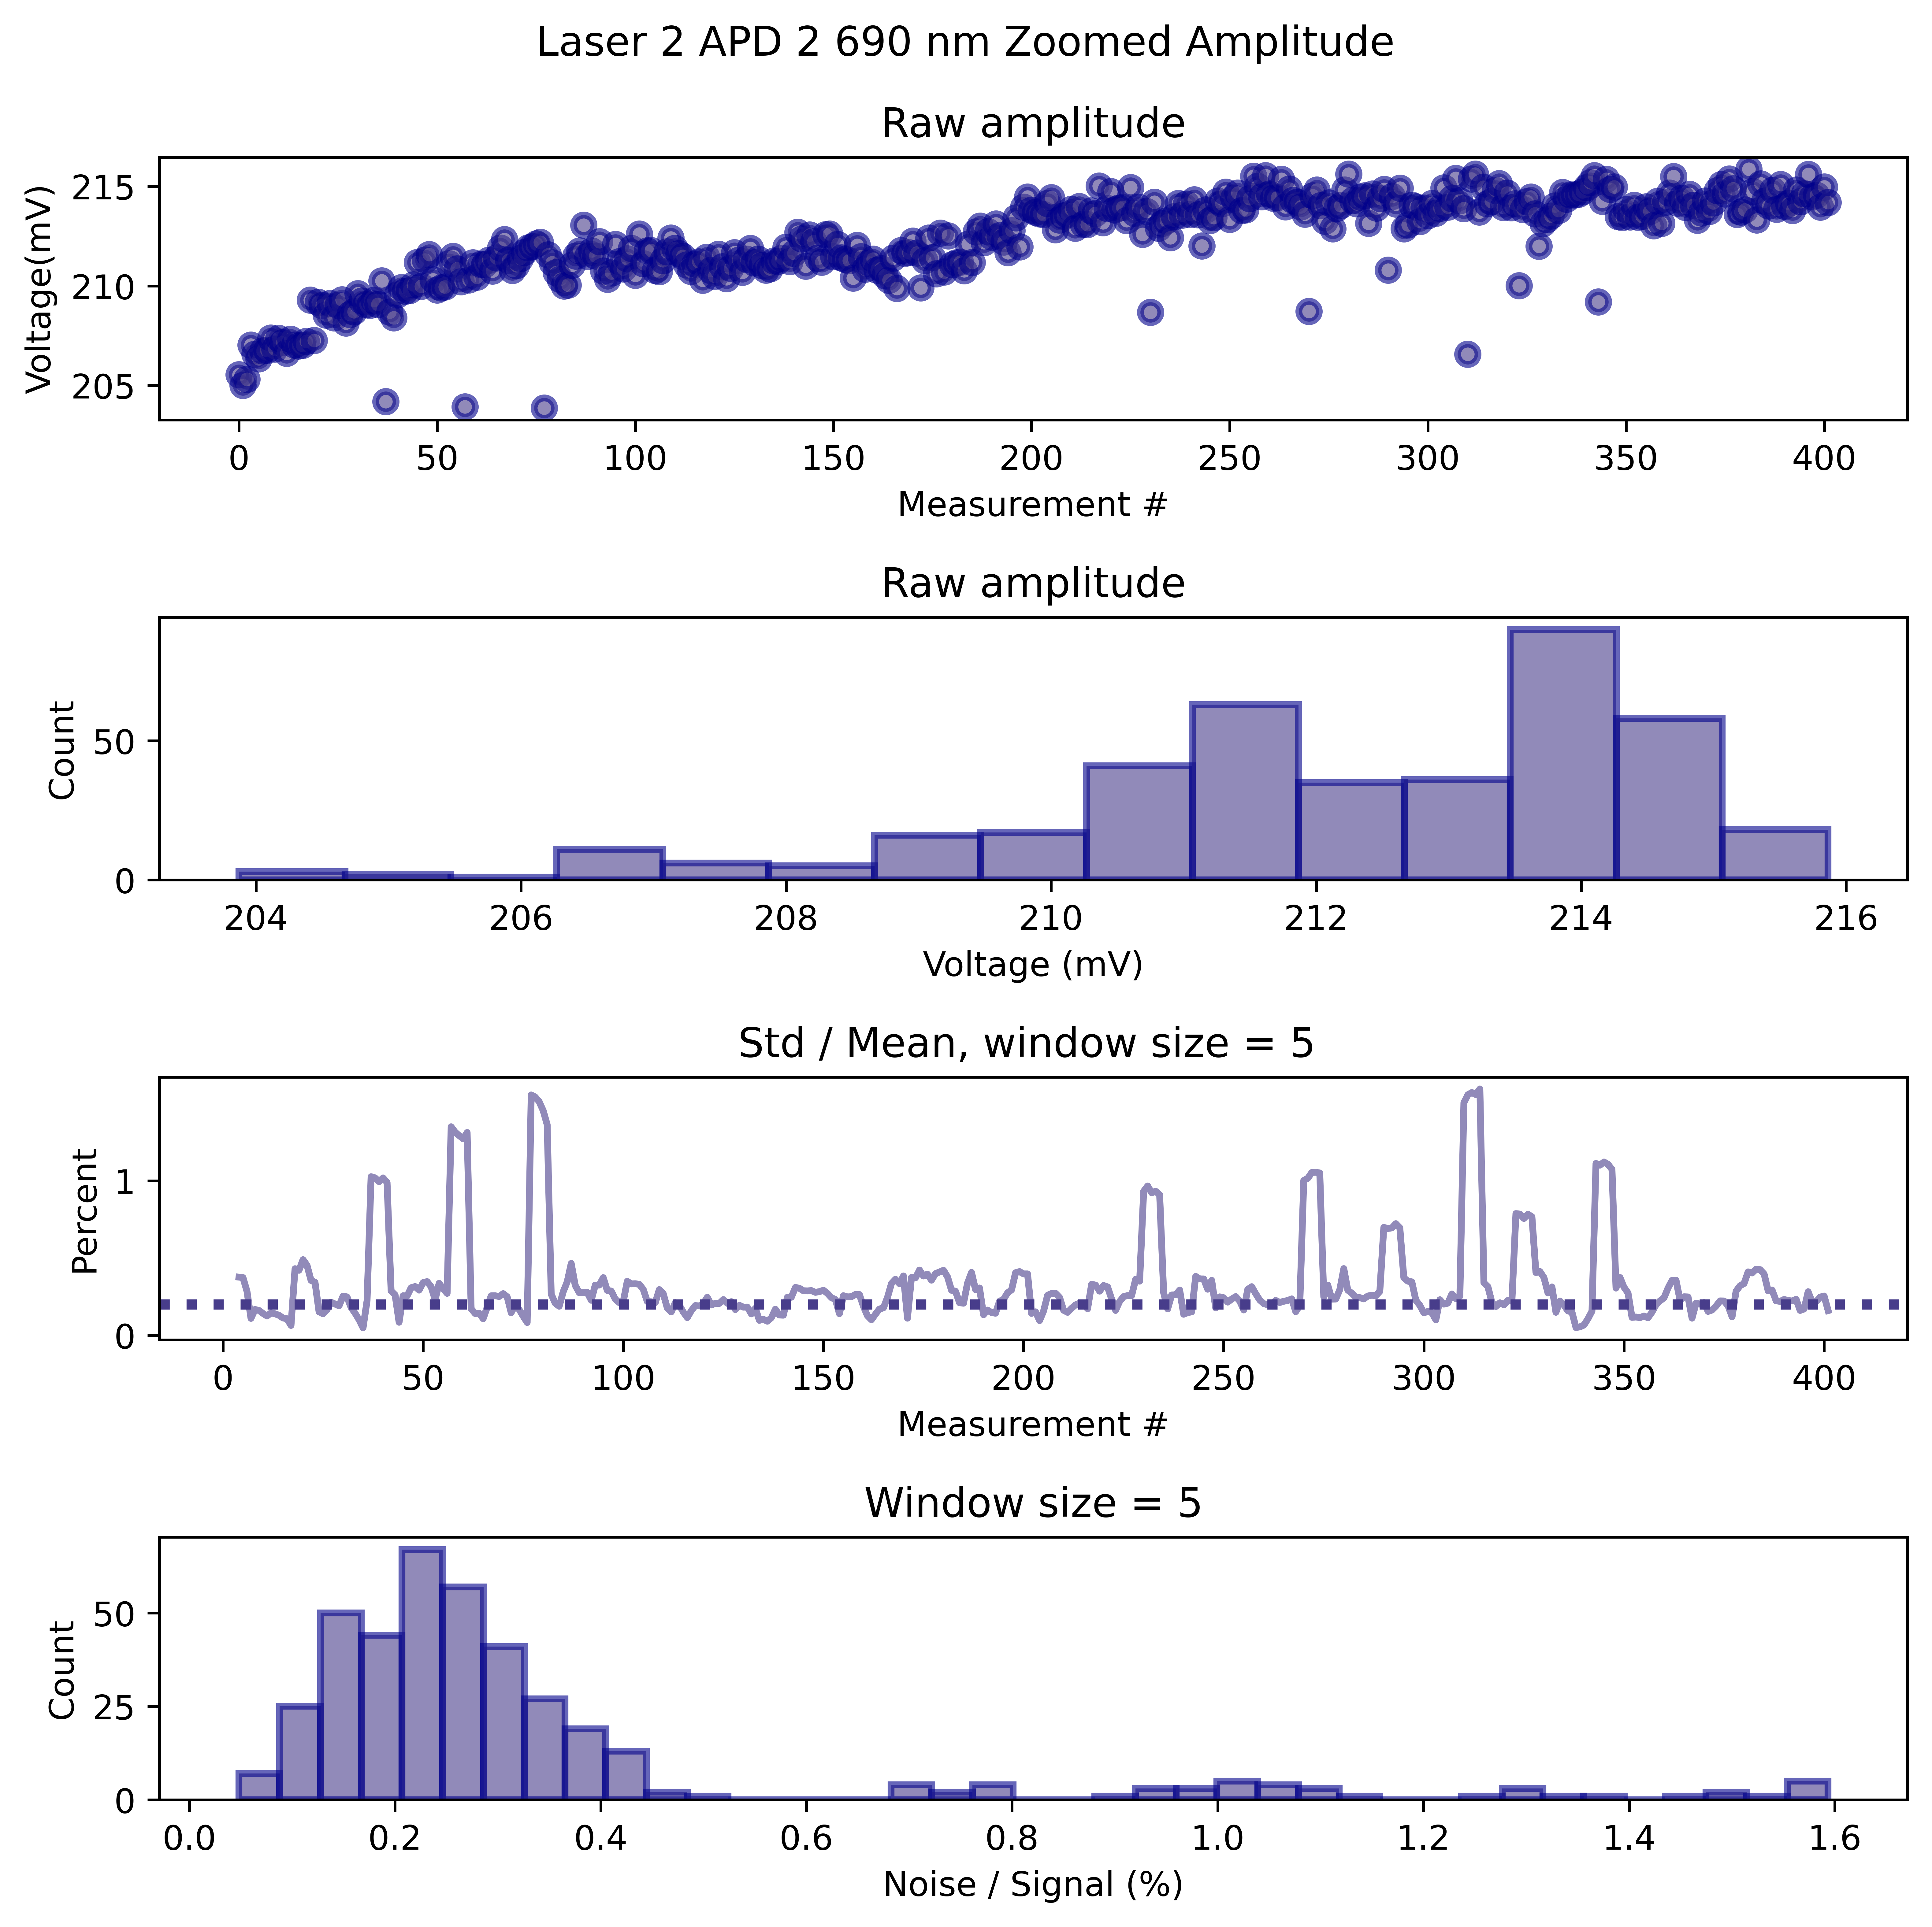 Laser 2 APD 2 690 nm Zoomed Amplitude
Raw amplitude
Voltage(mV)
215
210
205
0 50 100 150 200 250 300 350 400
Measurement #
Raw amplitude
Count
50
0
204 206 208 210 212 214 216
Voltage (mV)
Std / Mean, window size = 5
Percent
1
0
0 50 100 150 200 250 300 350 400
Measurement #
Window size = 5
Count
50
25
0
0.0 0.2 0.4 0.6 0.8 1.0 1.2 1.4 1.6
Noise / Signal (%)